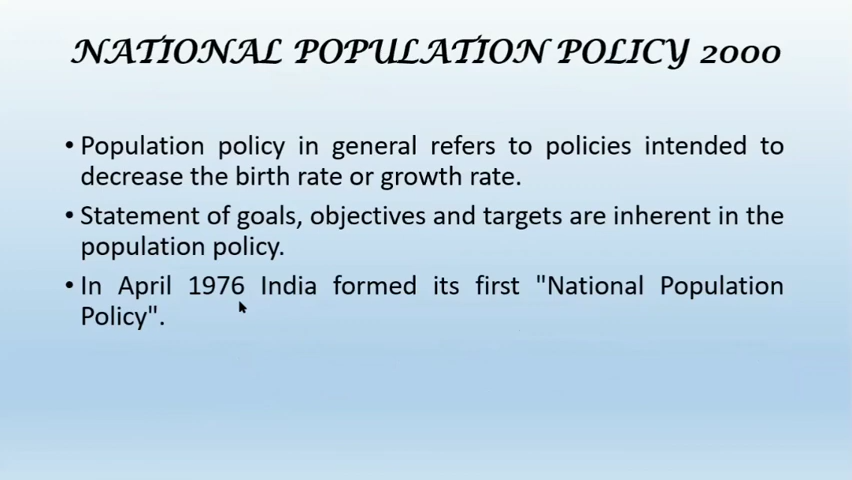 NATIONAL POPULATION POLICY 2000
• Population policy in general refers to policies intended to
decrease the birth rate or growth rate.
• Statement of goals, objectives and targets are inherent in the
population policy.
• In April 1976 India formed its first "National Population
Policy".